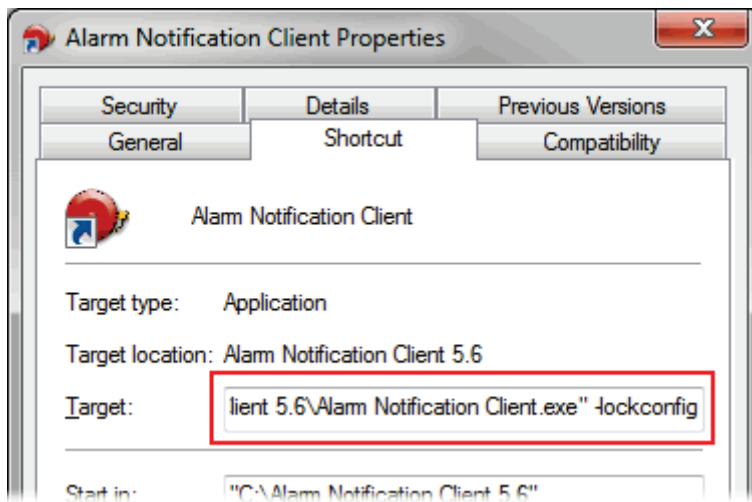 Alarm Notification Client Properties
x
Security Details Previous Versions
General Shortcut Compatibility
Alarm Notification Client
Target type: Application
Target location: Alarm Notification Client 5.6
Target: lient 5.6\Alarm Notification Client.exe" -lockconfig
Start in: "C:\Alarm Notification Client 5.6"